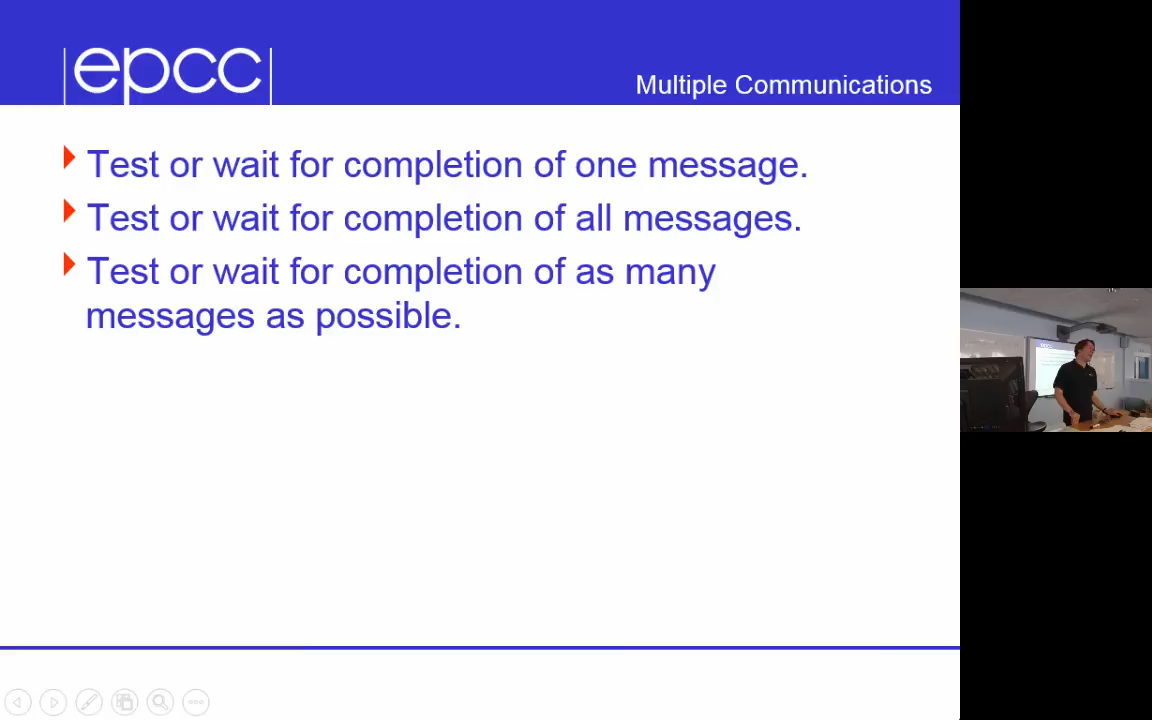 epcc
Multiple Communications
Test or wait for completion of one message.
Test or wait for completion of all messages.
Test or wait for completion of as many
messages as possible.